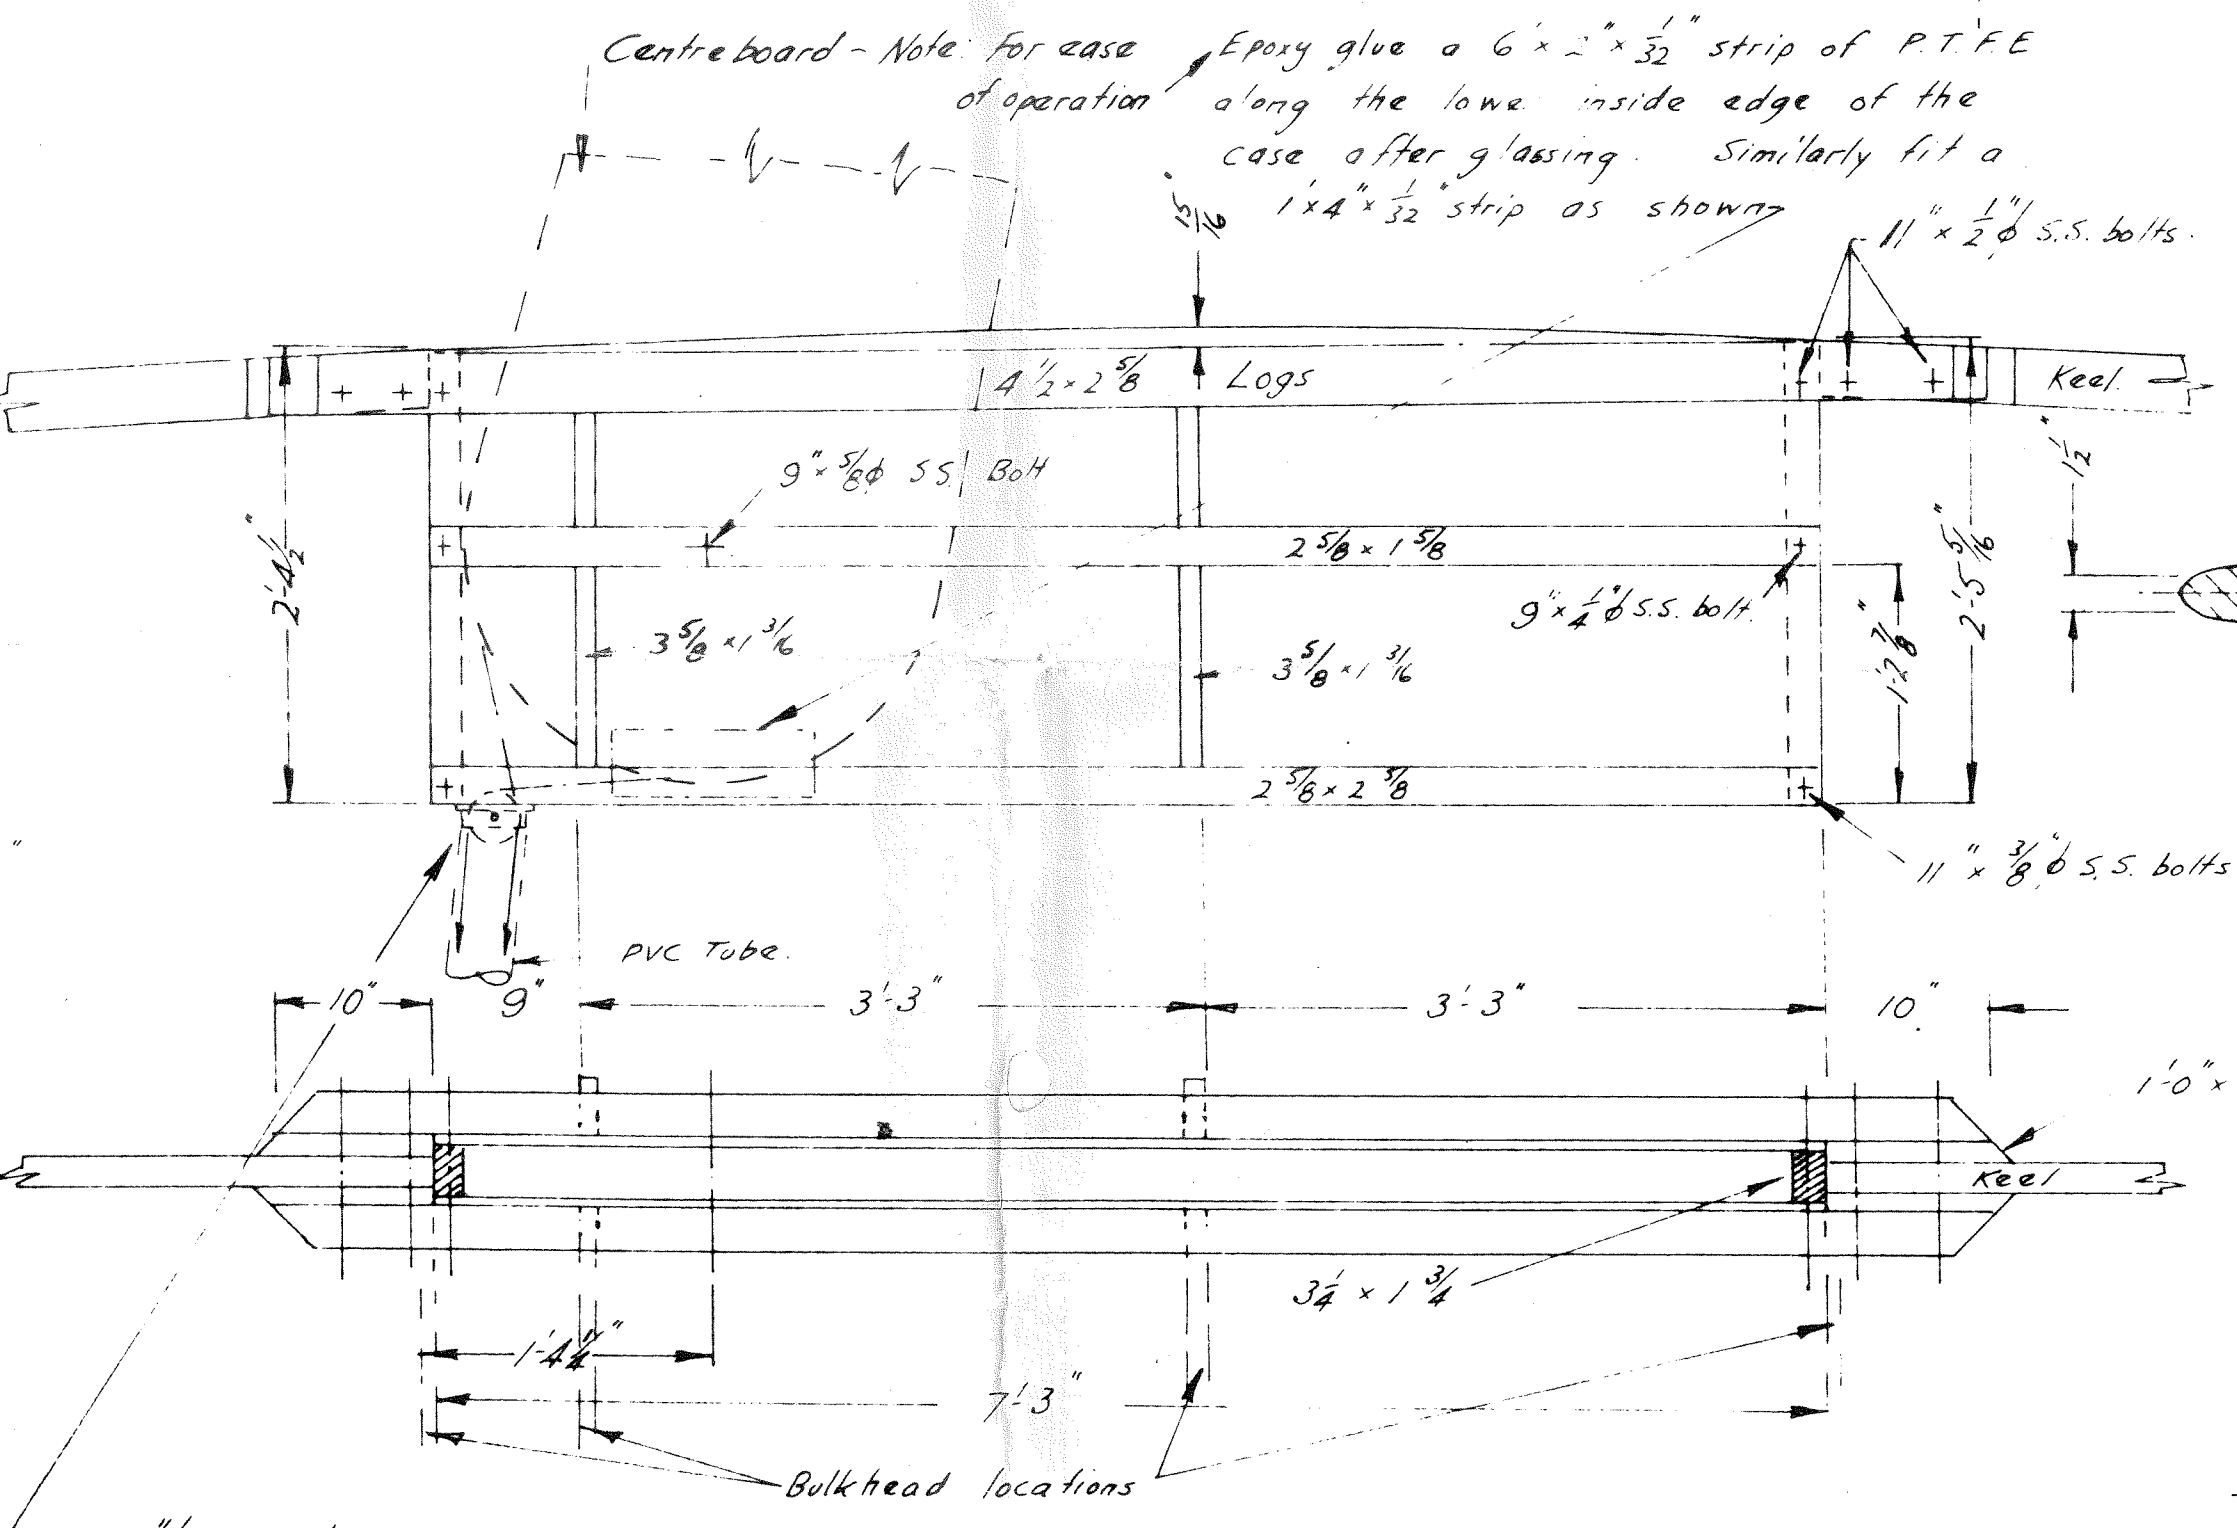 Centreboard - Note: For ease
of operation
Epoxy glue a 6' x 2" x 1/32" strip of P.T.F.E
along the lowe inside edge of the
case after glassing. Similarly fit a
1' x 4" x 1/32" strip as shown
15/16"
11" x 1/2" ϕ S.S. bolts.
4 1/2 x 2 5/8 Logs
Keel.
9" x 5/8 ϕ S.S. Bolt
1 1/2"
2'-4 1/2"
2 5/8 x 1 5/8
9" x 1/4" ϕ S.S. bolt.
2'-5 5/16"
3 5/8 x 1 3/16
3 5/8 x 1 3/16
1'-2 7/8"
2 5/8 x 2 5/8
11" x 3/8" ϕ S.S. bolts
PVC Tube.
10"
9"
3'-3"
3'-3"
10"
1'-0" x
Keel
3 1/4 x 1 3/4
1'-4 1/4"
7'-3"
Bulkhead locations